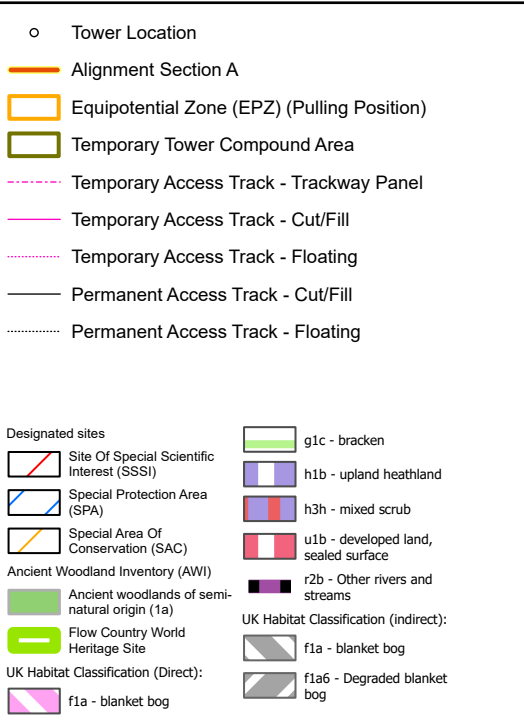 Tower Location
Alignment Section A
Equipotential Zone (EPZ) (Pulling Position)
Temporary Tower Compound Area
Temporary Access Track - Trackway Panel
Temporary Access Track - Cut/Fill
Temporary Access Track - Floating
Permanent Access Track - Cut/Fill
Permanent Access Track - Floating
Designated sites
Site Of Special Scientific
Interest (SSSI)
Special Protection Area
(SPA)
Special Area Of
Conservation (SAC)
Ancient Woodland Inventory (AWI)
Ancient woodlands of semi-
natural origin (1a)
Flow Country World
Heritage Site
UK Habitat Classification (Direct):
f1a - blanket bog
g1c - bracken
h1b - upland heathland
h3h - mixed scrub
u1b - developed land,
sealed surface
r2b - Other rivers and
streams
UK Habitat Classification (indirect):
f1a - blanket bog
f1a6 - Degraded blanket
bog